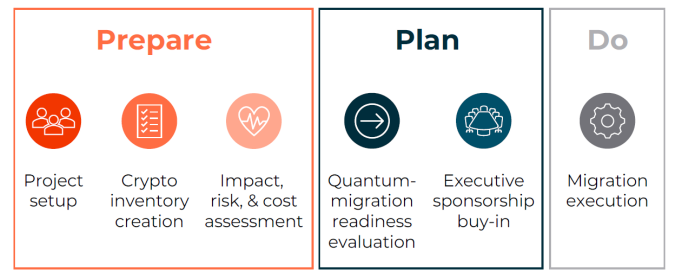 Prepare
Project
setup
Crypto
inventory
creation
Impact,
risk, & cost
assessment
Plan
Quantum-
migration
readiness
evaluation
Executive
sponsorship
buy-in
Do
Migration
execution